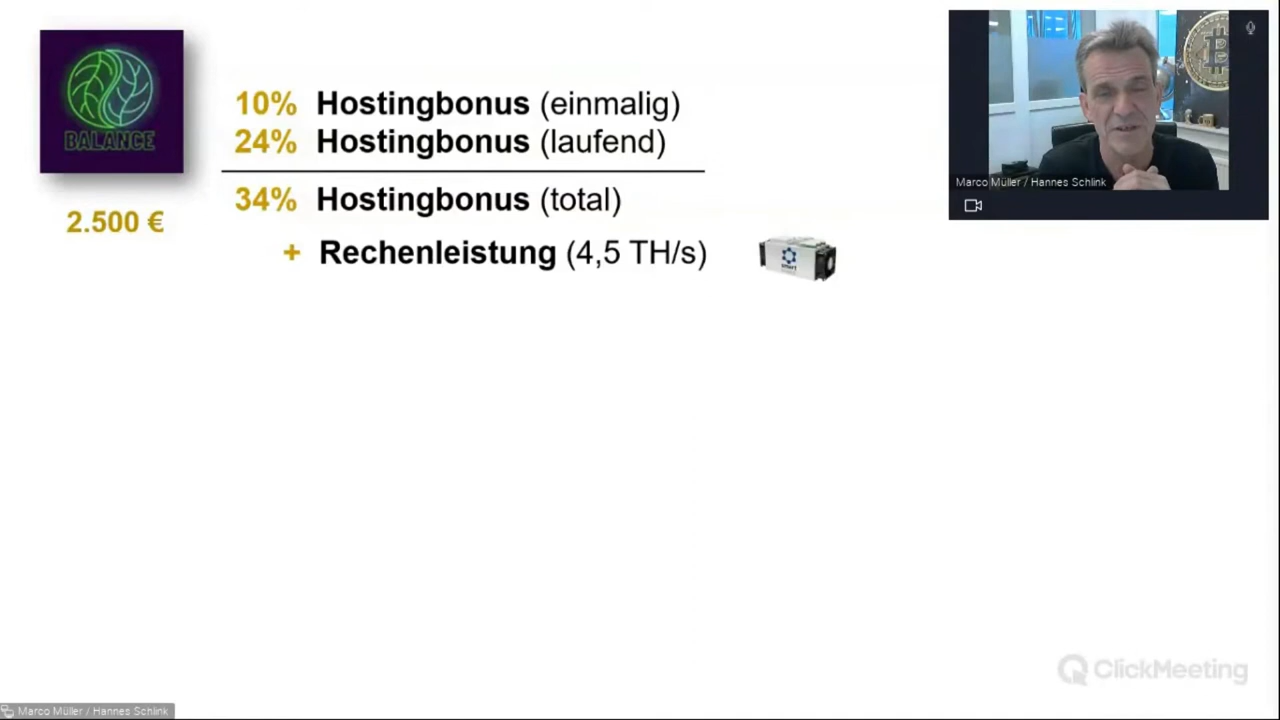 BALANCE
2.500 €
10% Hostingbonus (einmalig)
24% Hostingbonus (laufend)
34% Hostingbonus (total)
+ Rechenleistung (4,5 TH/s)
Marco Müller / Hannes Schlink
ClickMeeting
Marco Müller / Hannes Schlink